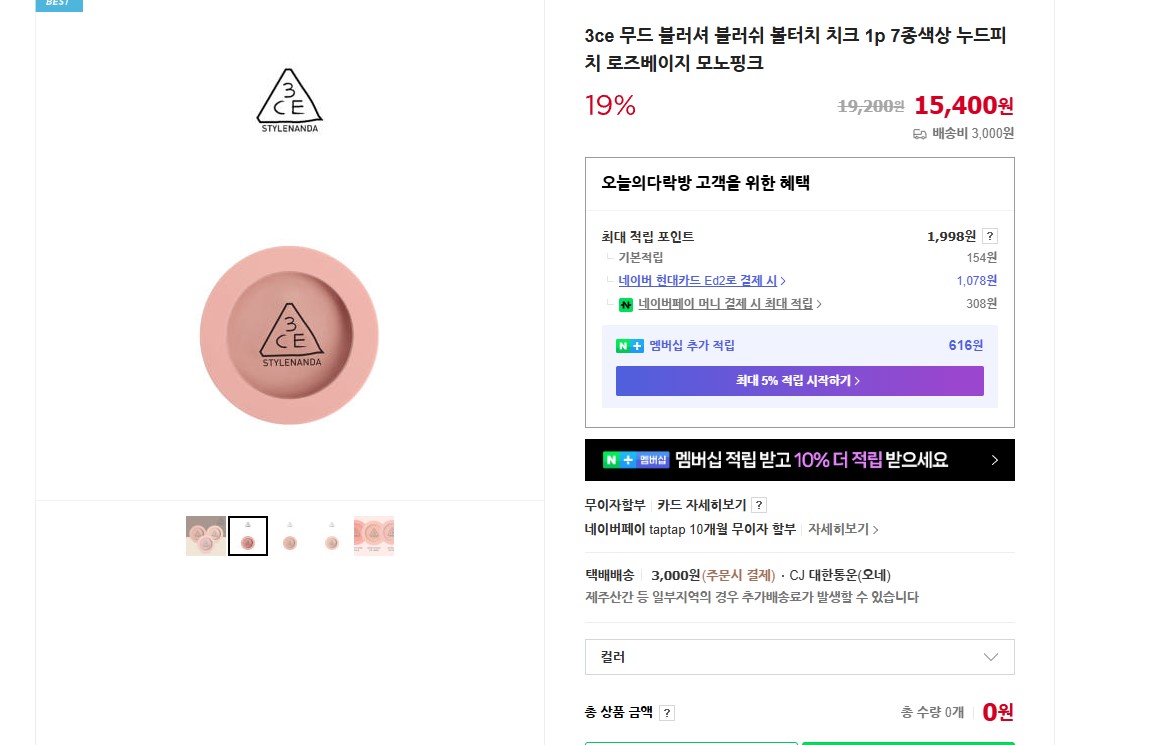 BEST
3
CE
STYLENANDA
3
CE
STYLENANDA
3ce 무드 블러셔 블러쉬 볼터치 치크 1p 7종색상 누드피
치 로즈베이지 모노핑크
19% 19,200원 15,400원
배송비 3,000원
오늘의다락방 고객을 위한 혜택
최대 적립 포인트 1,998원 ?
기본적립 154원
네이버 현대카드 Ed2로 결제 시 1,078원
네이버페이 머니 결제 시 최대 적립 308원
N + 멤버십 추가 적립 616원
최대 5% 적립 시작하기
N + 멤버십 멤버십 적립 받고 10% 더 적립 받으세요
무이자할부 카드 자세히보기 ?
네이버페이 taptap 10개월 무이자 할부 자세히보기
택배배송 3,000원(주문시 결제) · CJ 대한통운(오네)
제주산간 등 일부지역의 경우 추가배송료가 발생할 수 있습니다
컬러
총 상품 금액 ? 총 수량 0개 0원